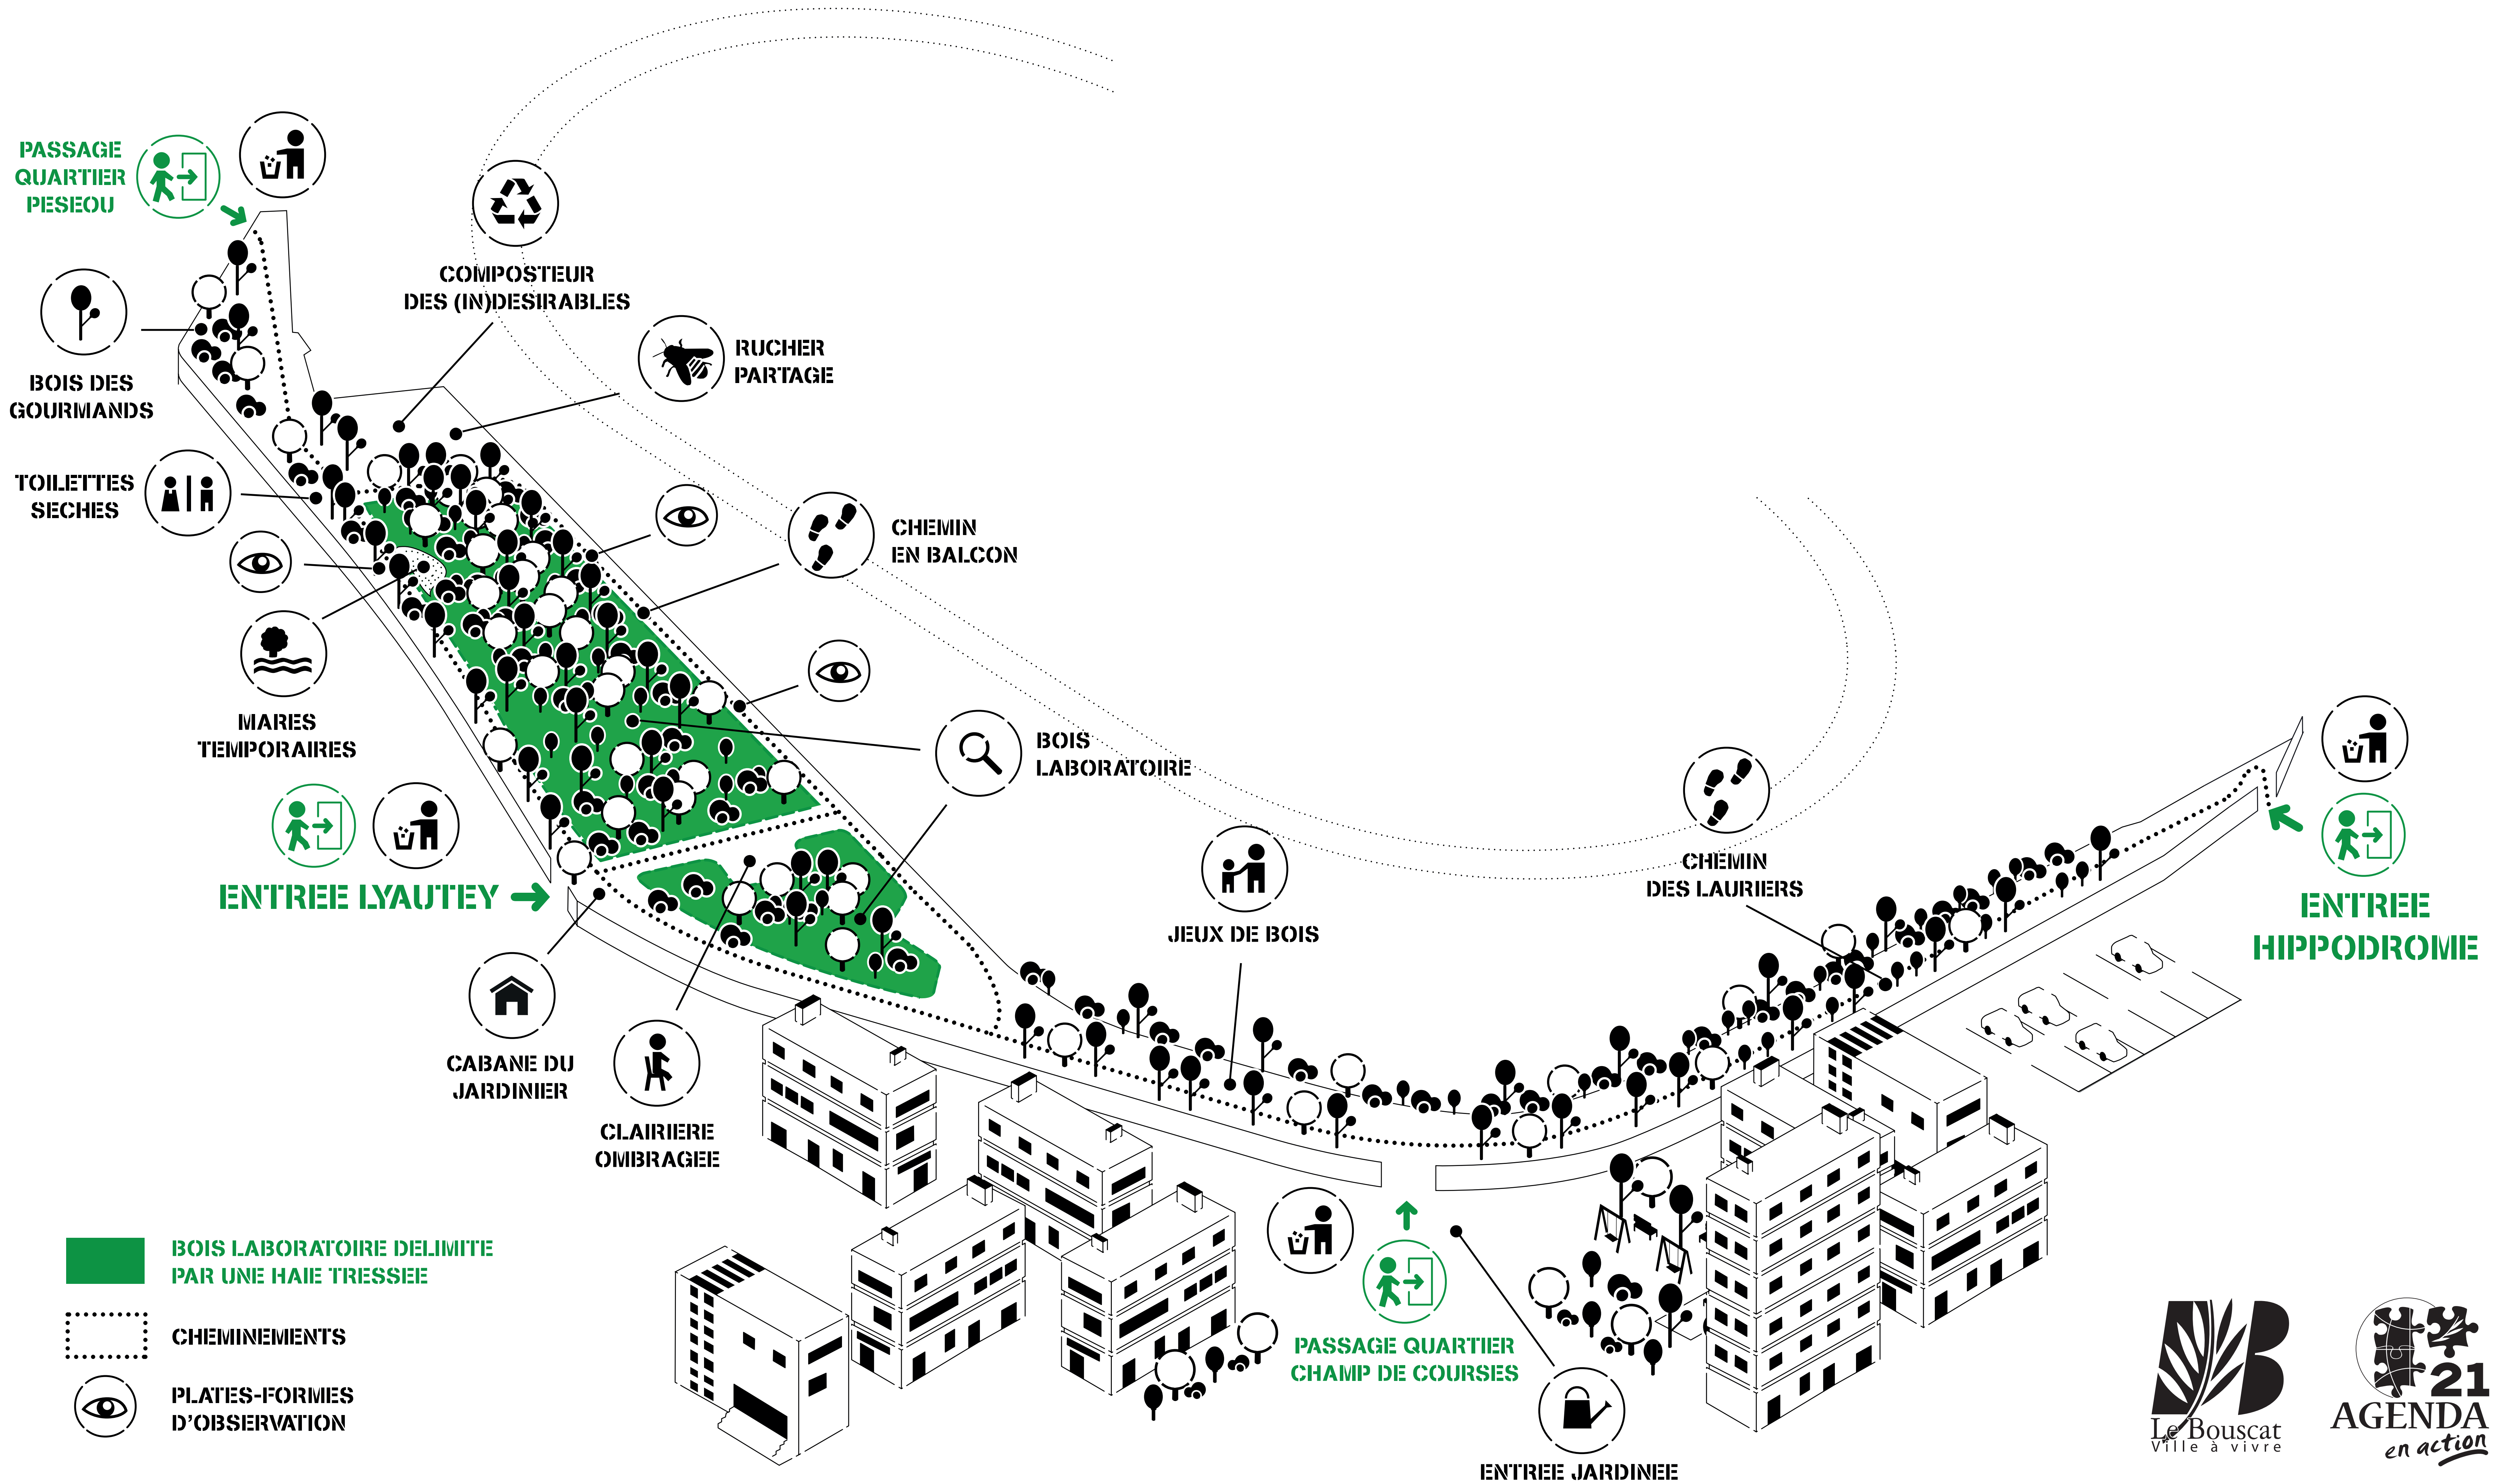 PASSAGE
QUARTIER
PESEOU
COMPOSTEUR
DES (IN)DESIRABLES
RUCHER
PARTAGE
BOIS DES
GOURMANDS
TOILETTES
SECHES
CHEMIN
EN BALCON
MARES
TEMPORAIRES
BOIS
LABORATOIRE
ENTREE LYAUTEY
CHEMIN
DES LAURIERS
JEUX DE BOIS
ENTREE
HIPPODROME
CABANE DU
JARDINIER
CLAIRIERE
OMBRAGEE
BOIS LABORATOIRE DELIMITE
PAR UNE HAIE TRESSEE
CHEMINEMENTS
PLATES-FORMES
D'OBSERVATION
PASSAGE QUARTIER
CHAMP DE COURSES
ENTREE JARDINEE
B
Le Bouscat
Ville à vivre
21
AGENDA
en action